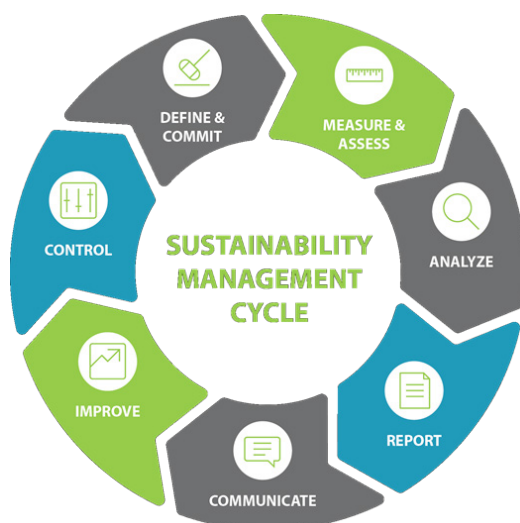 DEFINE &
COMMIT
MEASURE &
ASSESS
ANALYZE
REPORT
COMMUNICATE
IMPROVE
CONTROL
SUSTAINABILITY
MANAGEMENT
CYCLE